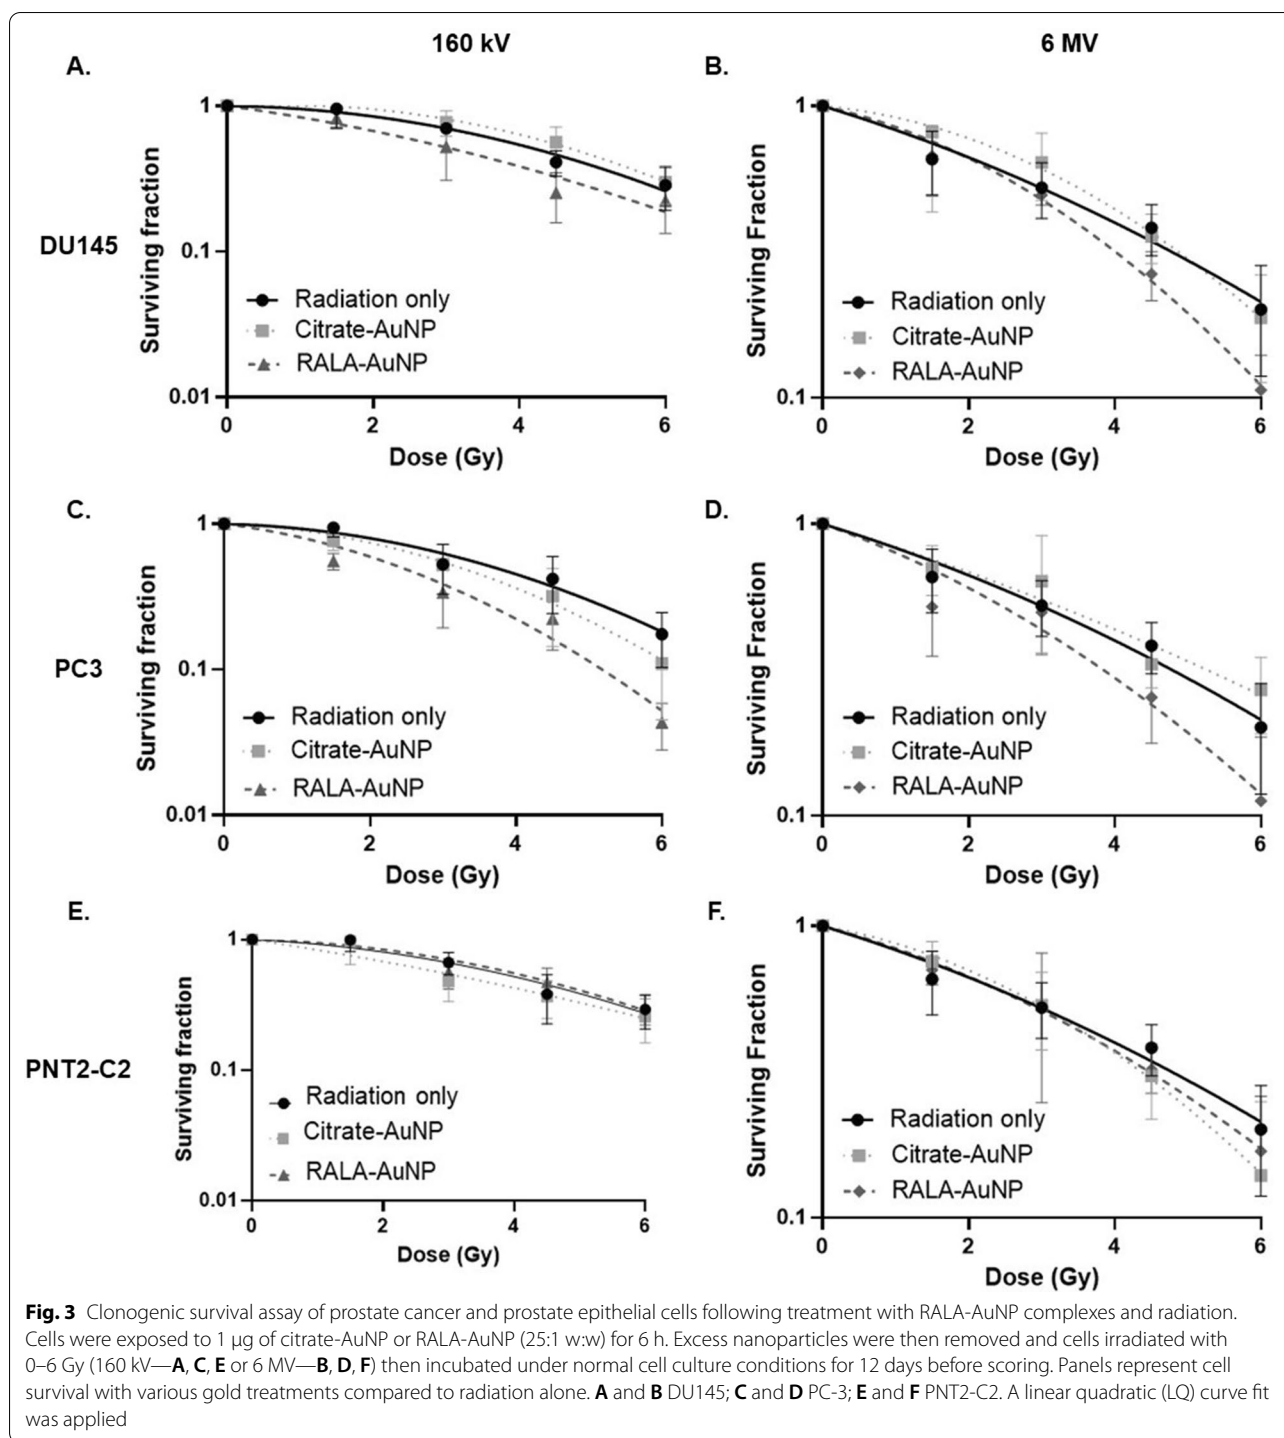 160 kV
6 MV
A.
B.
DU145
Surviving fraction
1
0.1
0.01
Radiation only
Citrate-AuNP
RALA-AuNP
0 2 4 6
Dose (Gy)
Surviving Fraction
1
0.1
Radiation only
Citrate-AuNP
RALA-AuNP
0 2 4 6
Dose (Gy)
C.
D.
PC3
Surviving fraction
1
0.1
0.01
Radiation only
Citrate-AuNP
RALA-AuNP
0 2 4 6
Dose (Gy)
Surviving Fraction
1
0.1
Radiation only
Citrate-AuNP
RALA-AuNP
0 2 4 6
Dose (Gy)
E.
F.
PNT2-C2
Surviving fraction
1
0.1
0.01
Radiation only
Citrate-AuNP
RALA-AuNP
0 2 4 6
Dose (Gy)
Surviving Fraction
1
0.1
Radiation only
Citrate-AuNP
RALA-AuNP
0 2 4 6
Dose (Gy)
Fig. 3 Clonogenic survival assay of prostate cancer and prostate epithelial cells following treatment with RALA-AuNP complexes and radiation.
Cells were exposed to 1 µg of citrate-AuNP or RALA-AuNP (25:1 w:w) for 6 h. Excess nanoparticles were then removed and cells irradiated with
0–6 Gy (160 kV—A, C, E or 6 MV—B, D, F) then incubated under normal cell culture conditions for 12 days before scoring. Panels represent cell
survival with various gold treatments compared to radiation alone. A and B DU145; C and D PC-3; E and F PNT2-C2. A linear quadratic (LQ) curve fit
was applied